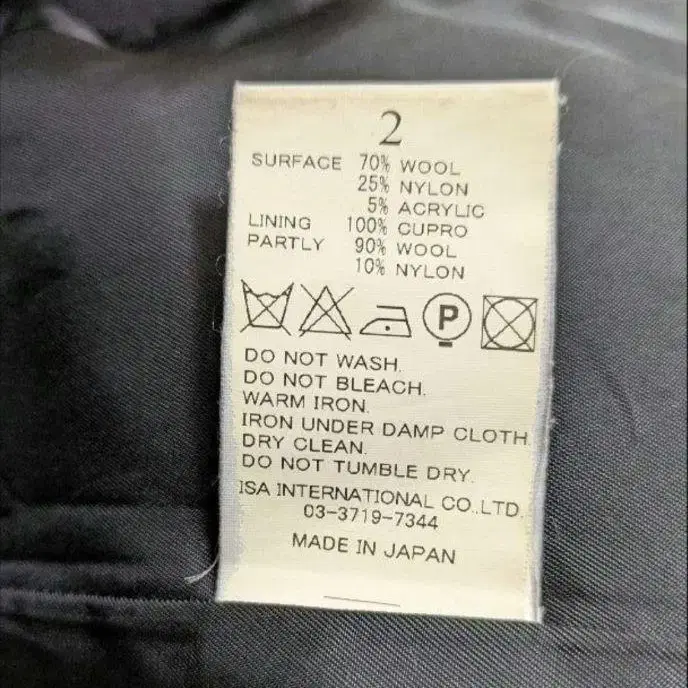 2
SURFACE 70% WOOL
25% NYLON
5% ACRYLIC
LINING 100% CUPRO
PARTLY 90% WOOL
10% NYLON
P
DO NOT WASH.
DO NOT BLEACH.
WARM IRON.
IRON UNDER DAMP CLOTH.
DRY CLEAN.
DO NOT TUMBLE DRY.
ISA INTERNATIONAL CO.,LTD.
03-3719-7344
MADE IN JAPAN